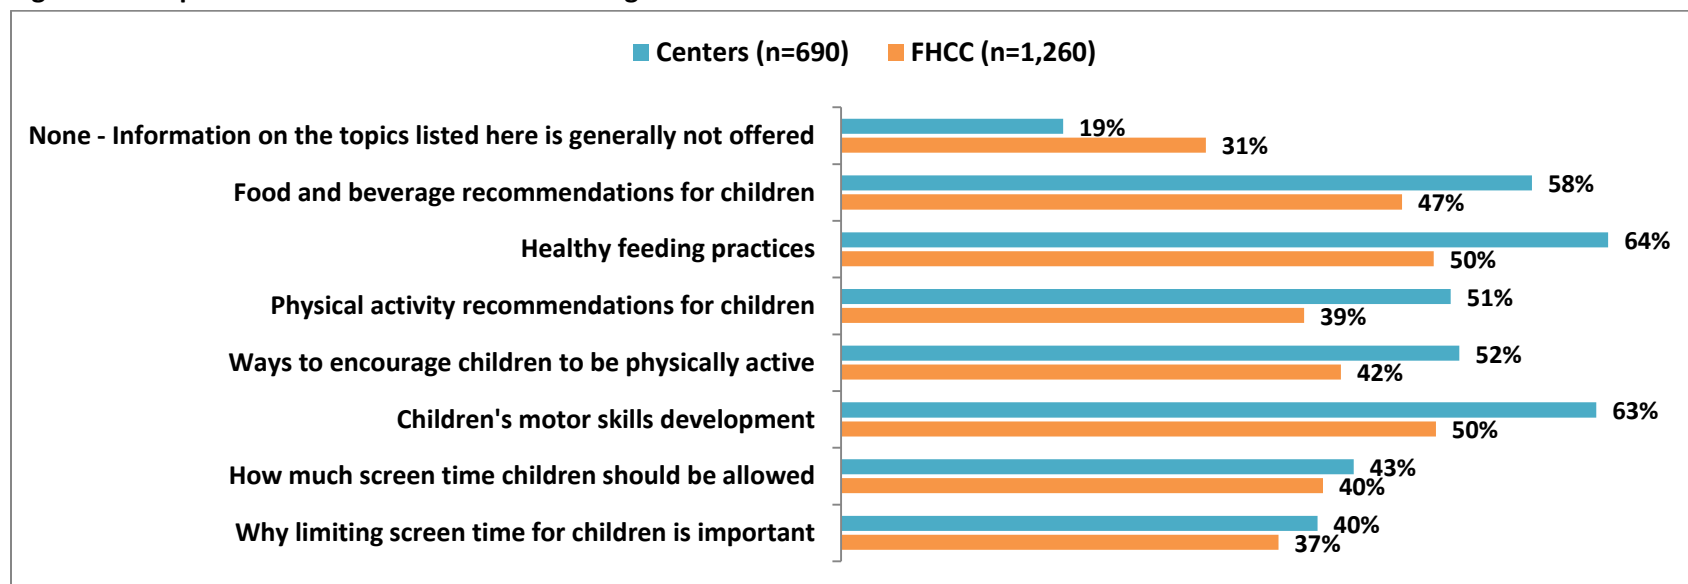 Centers (n=690) FHCC (n=1,260)
None - Information on the topics listed here is generally not offered
19%
31%
Food and beverage recommendations for children
58%
47%
Healthy feeding practices
64%
50%
Physical activity recommendations for children
51%
39%
Ways to encourage children to be physically active
52%
42%
Children's motor skills development
63%
50%
How much screen time children should be allowed
43%
40%
Why limiting screen time for children is important
40%
37%